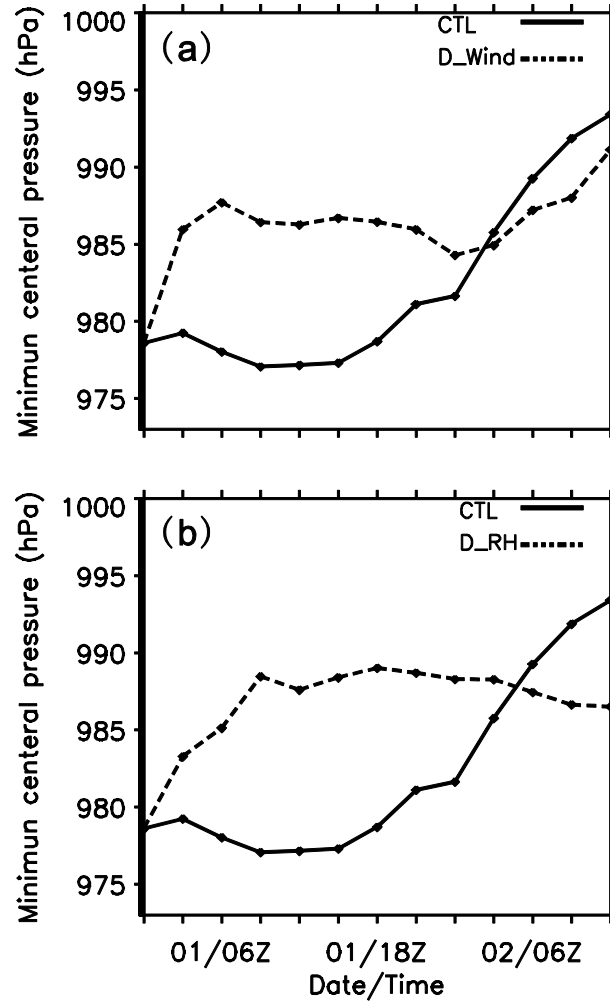 Minimun centeral pressure (hPa)
1000
995
990
985
980
975
(a)
CTL
D_Wind
Minimun centeral pressure (hPa)
1000
995
990
985
980
975
(b)
CTL
D_RH
01/06Z 01/18Z 02/06Z
Date/Time